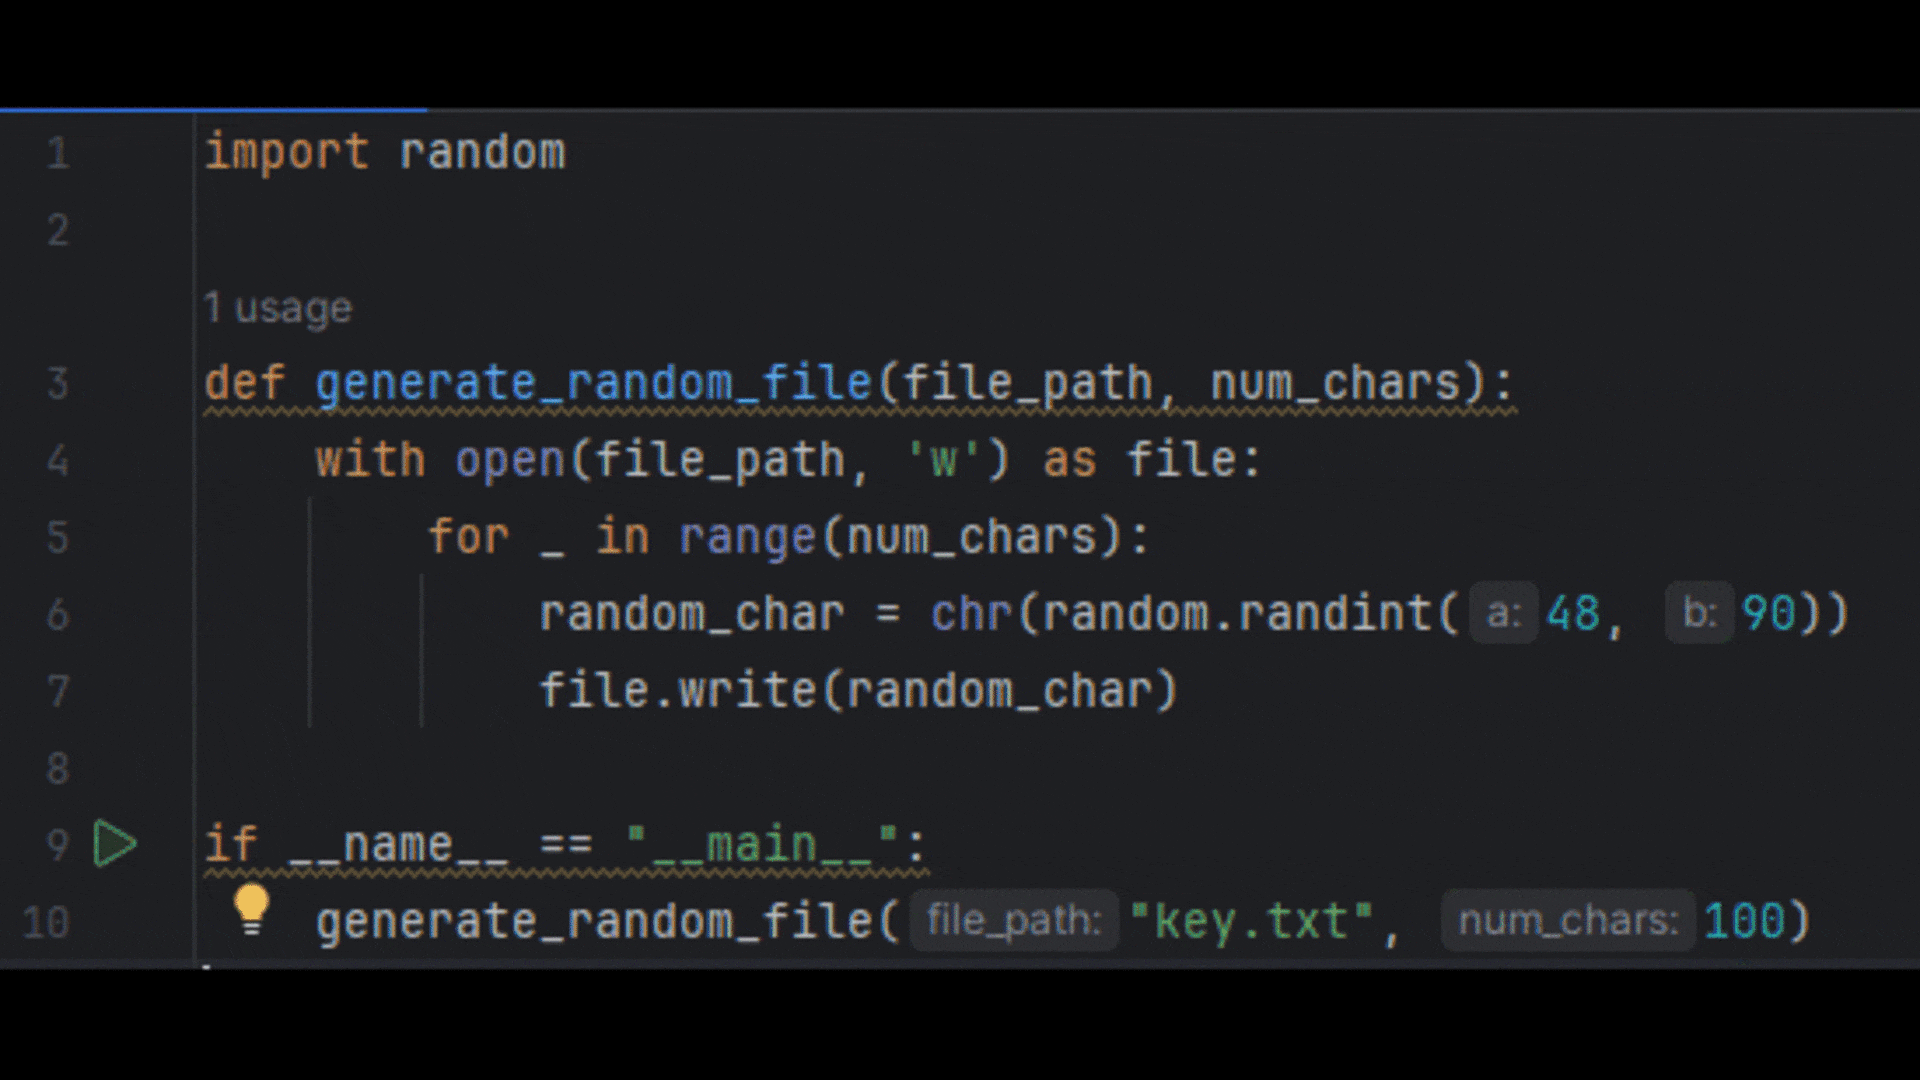 1 import random
2
1 usage
3 def generate_random_file(file_path, num_chars):
4     with open(file_path, 'w') as file:
5         for _ in range(num_chars):
6             random_char = chr(random.randint( a: 48,  b: 90))
7             file.write(random_char)
8
9 if __name__ == "__main__":
10     generate_random_file( file_path: "key.txt",  num_chars: 100)